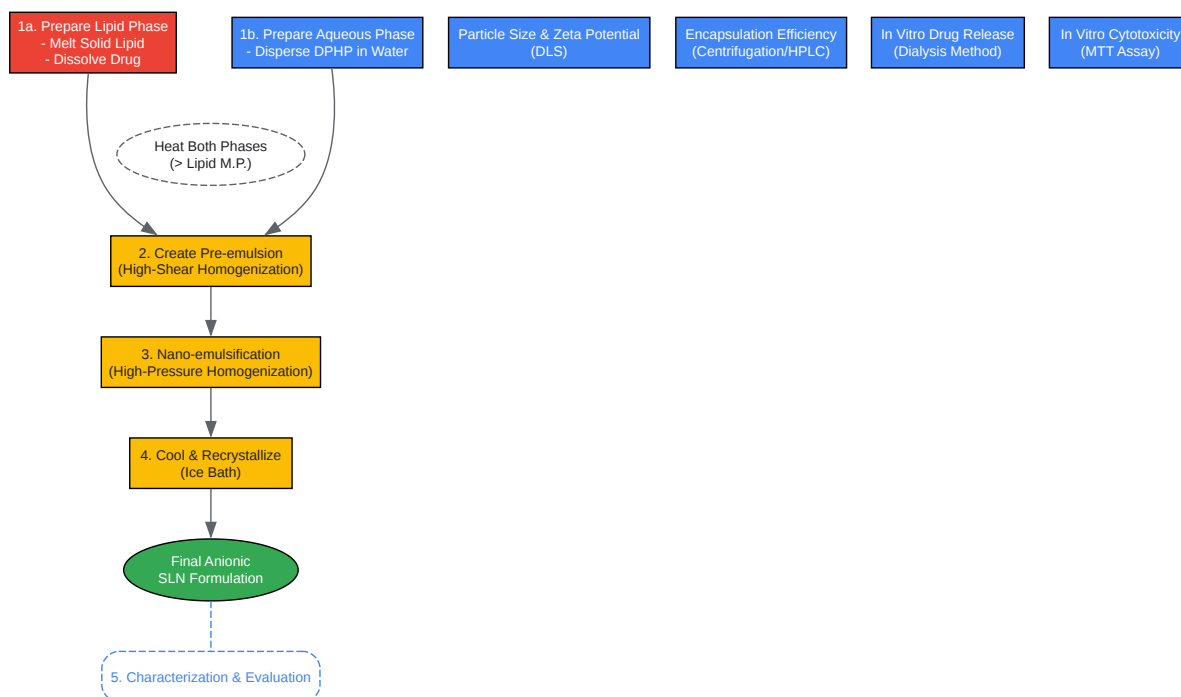 1a. Prepare Lipid Phase
- Melt Solid Lipid
- Dissolve Drug
1b. Prepare Aqueous Phase
- Disperse DPHP in Water
Particle Size & Zeta Potential
(DLS)
Encapsulation Efficiency
(Centrifugation/HPLC)
In Vitro Drug Release
(Dialysis Method)
In Vitro Cytotoxicity
(MTT Assay)
Heat Both Phases
(> Lipid M.P.)
2. Create Pre-emulsion
(High-Shear Homogenization)
3. Nano-emulsification
(High-Pressure Homogenization)
4. Cool & Recrystallize
(Ice Bath)
Final Anionic
SLN Formulation
5. Characterization & Evaluation